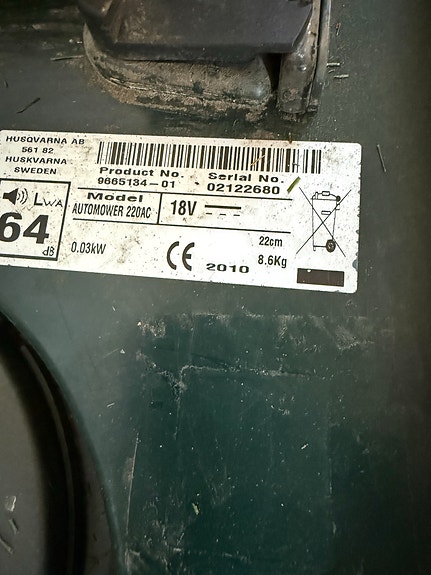 HUSQVARNA AB
561 82
HUSKVARNA
SWEDEN
Product No. Serial No.
9665134-01 02122680
LWA
64
dB
Model
AUTOMOWER 220AC
18V
0.03kW
CE
2010
22cm
8,6Kg